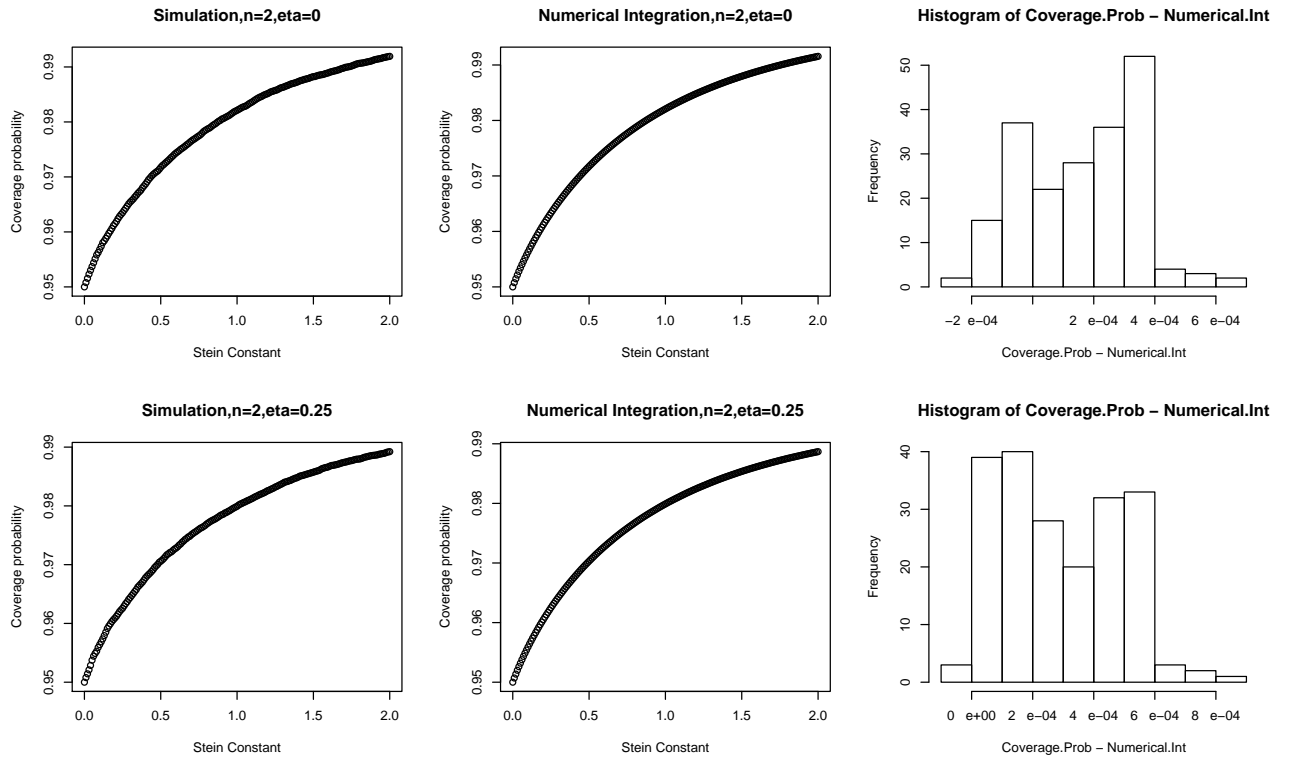 Simulation,n=2,eta=0
Coverage probability
0.95 0.96 0.97 0.98 0.99
0.0 0.5 1.0 1.5 2.0
Stein Constant
Numerical Integration,n=2,eta=0
Coverage probability
0.95 0.96 0.97 0.98 0.99
0.0 0.5 1.0 1.5 2.0
Stein Constant
Histogram of Coverage.Prob − Numerical.Int
Frequency
0 10 20 30 40 50
−2 e−04 2 e−04 4 e−04 6 e−04
Coverage.Prob − Numerical.Int
Simulation,n=2,eta=0.25
Coverage probability
0.95 0.96 0.97 0.98 0.99
0.0 0.5 1.0 1.5 2.0
Stein Constant
Numerical Integration,n=2,eta=0.25
Coverage probability
0.95 0.96 0.97 0.98 0.99
0.0 0.5 1.0 1.5 2.0
Stein Constant
Histogram of Coverage.Prob − Numerical.Int
Frequency
0 10 20 30 40
0 e+00 2 e−04 4 e−04 6 e−04 8 e−04
Coverage.Prob − Numerical.Int